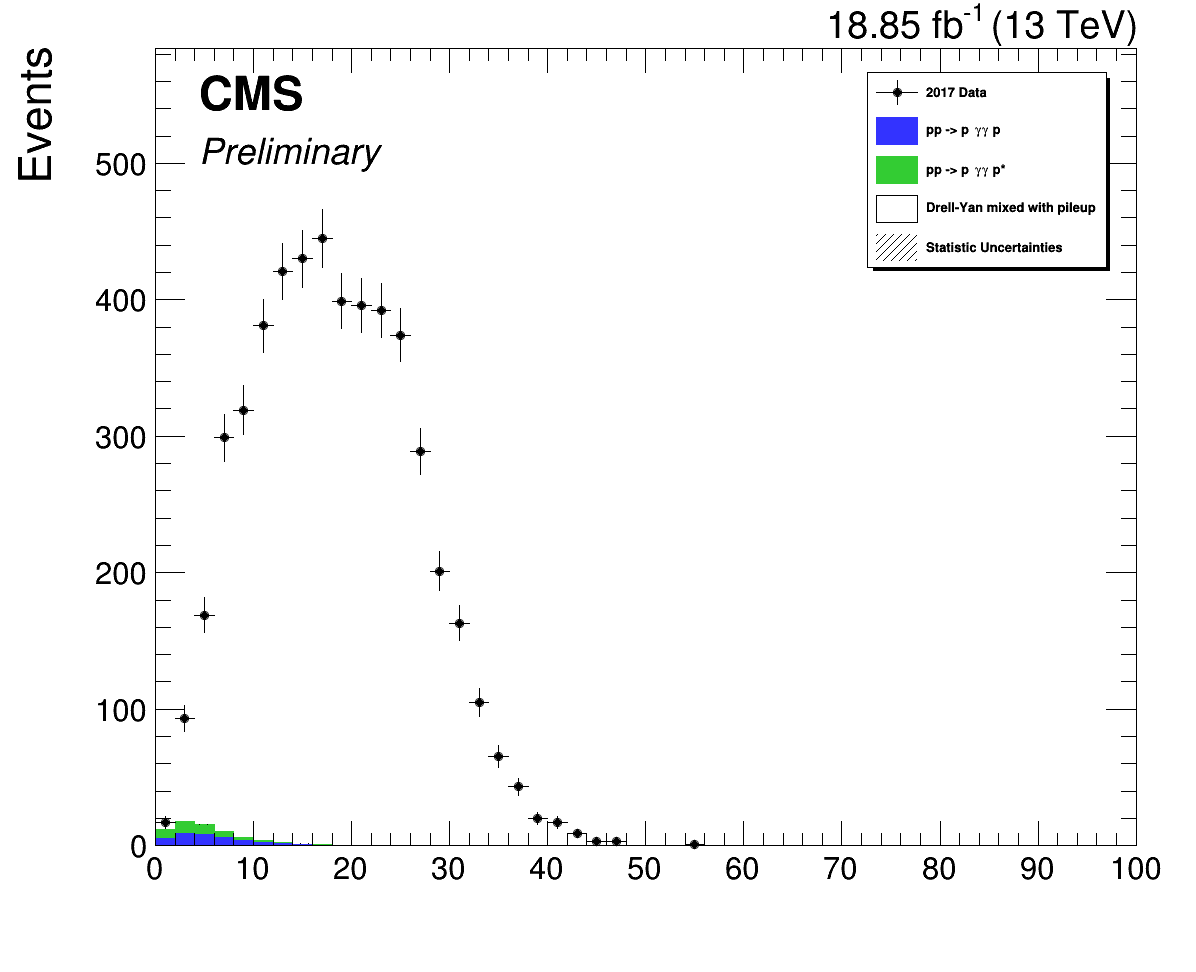 18.85 fb⁻¹ (13 TeV)
Events
CMS
Preliminary
2017 Data
pp -> p γγ p
pp -> p γγ p*
Drell-Yan mixed with pileup
Statistic Uncertainties
500
400
300
200
100
0
0 10 20 30 40 50 60 70 80 90 100